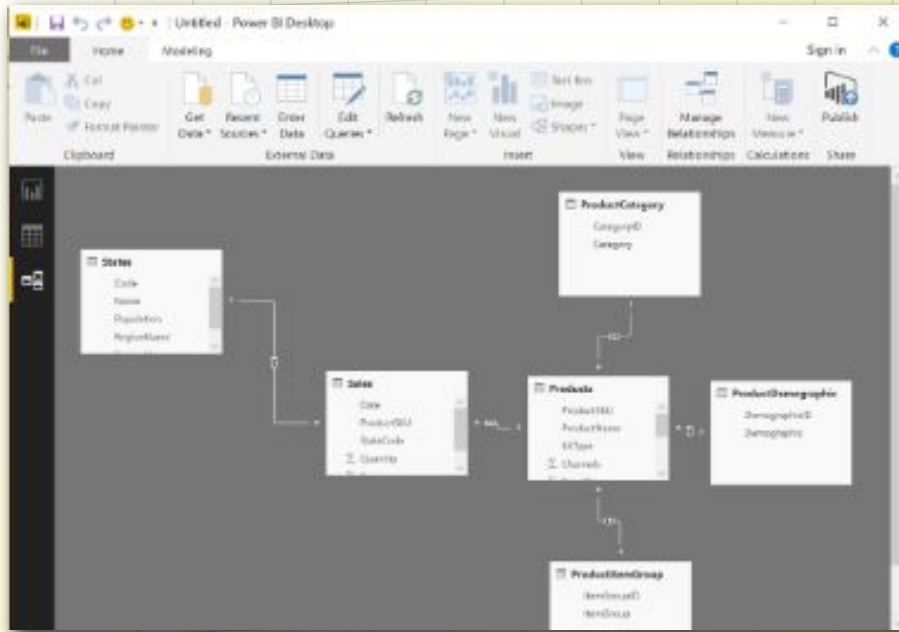 Untitled - Power BI Desktop
File Home Modeling Sign in
Paste
Cut
Copy
Format Painter
Get Data
Recent Sources
Enter Data
Edit Queries
Refresh
New Page
New Visual
Text Box
Image
Shapes
Page View
Manage Relationships
New Measure
Publish
Clipboard External Data Insert View Relationships Calculations Share
ProductCategory
CategoryID
Category
States
Code
Name
Population
RegionName
Sales
Date
ProductSKU
StateCode
Σ Quantity
Products
ProductSKU
ProductName
Σ Channels
ProductDemographic
DemographicID
Demographic
ProductItemGroup
ItemGroupID
ItemGroup